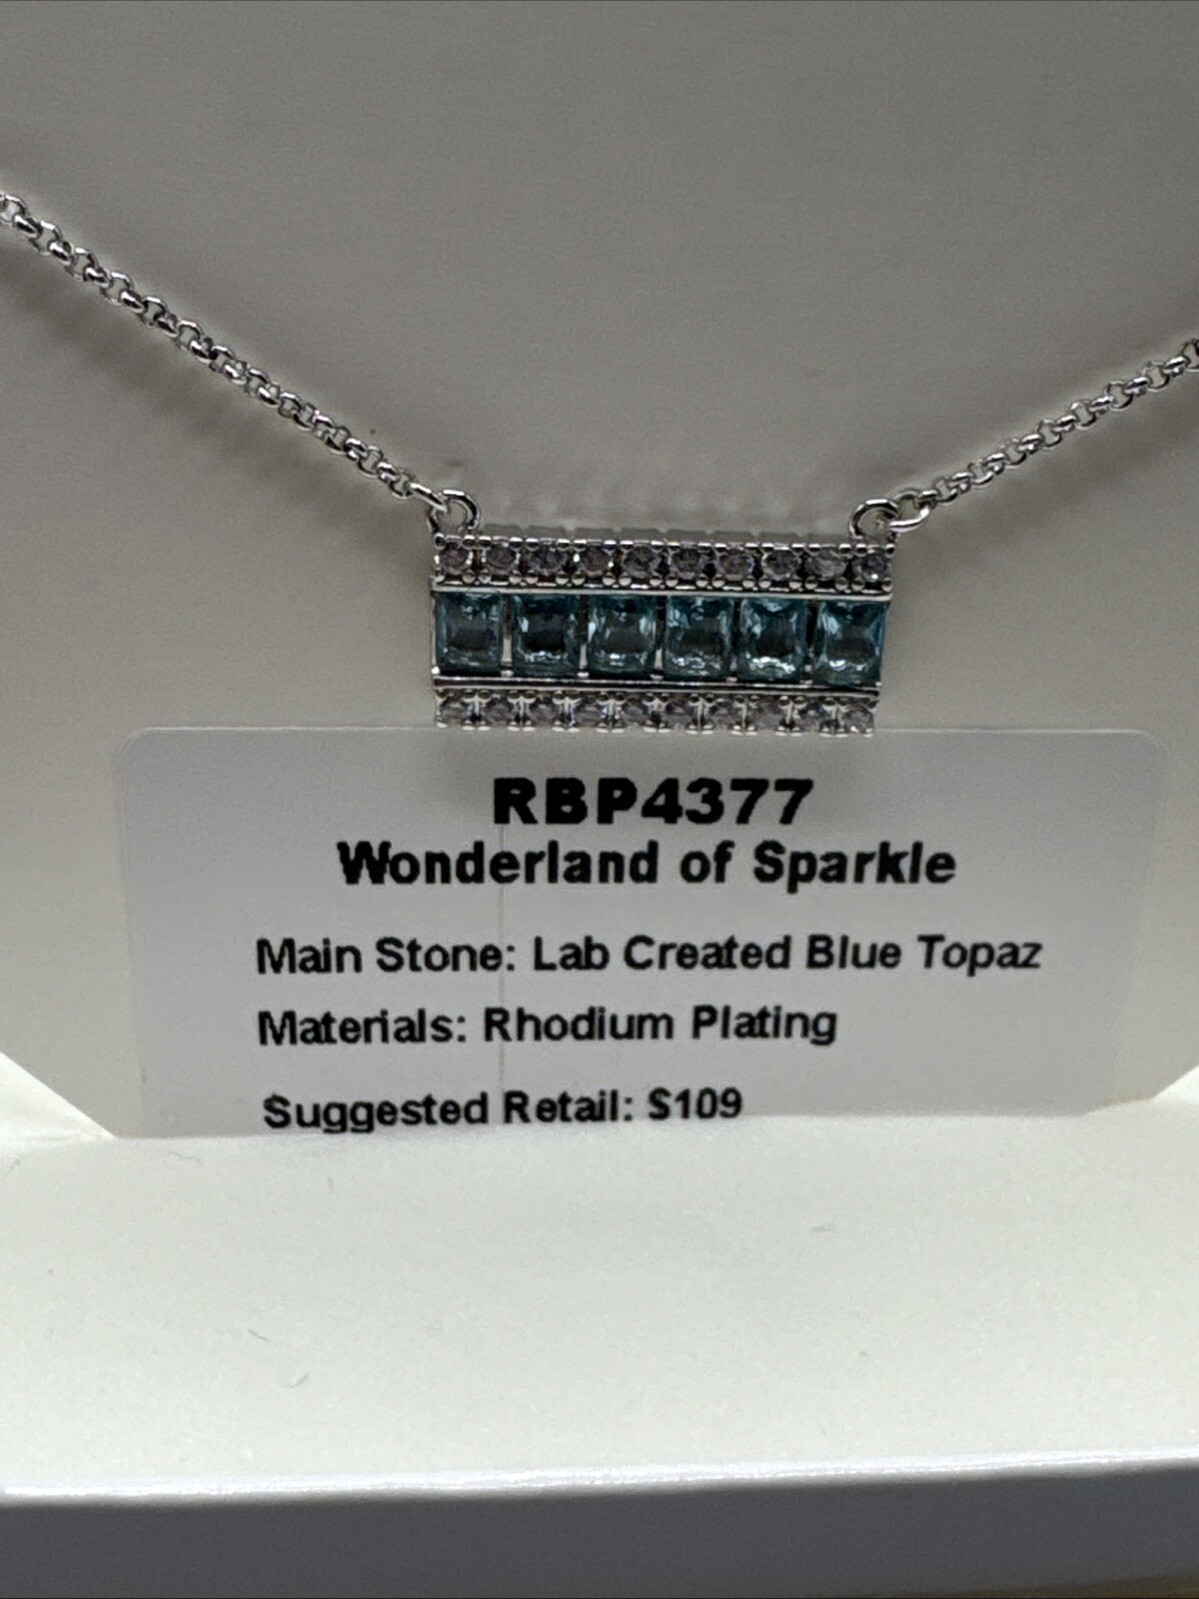 RBP4377
Wonderland of Sparkle
Main Stone: Lab Created Blue Topaz
Materials: Rhodium Plating
Suggested Retail: $109